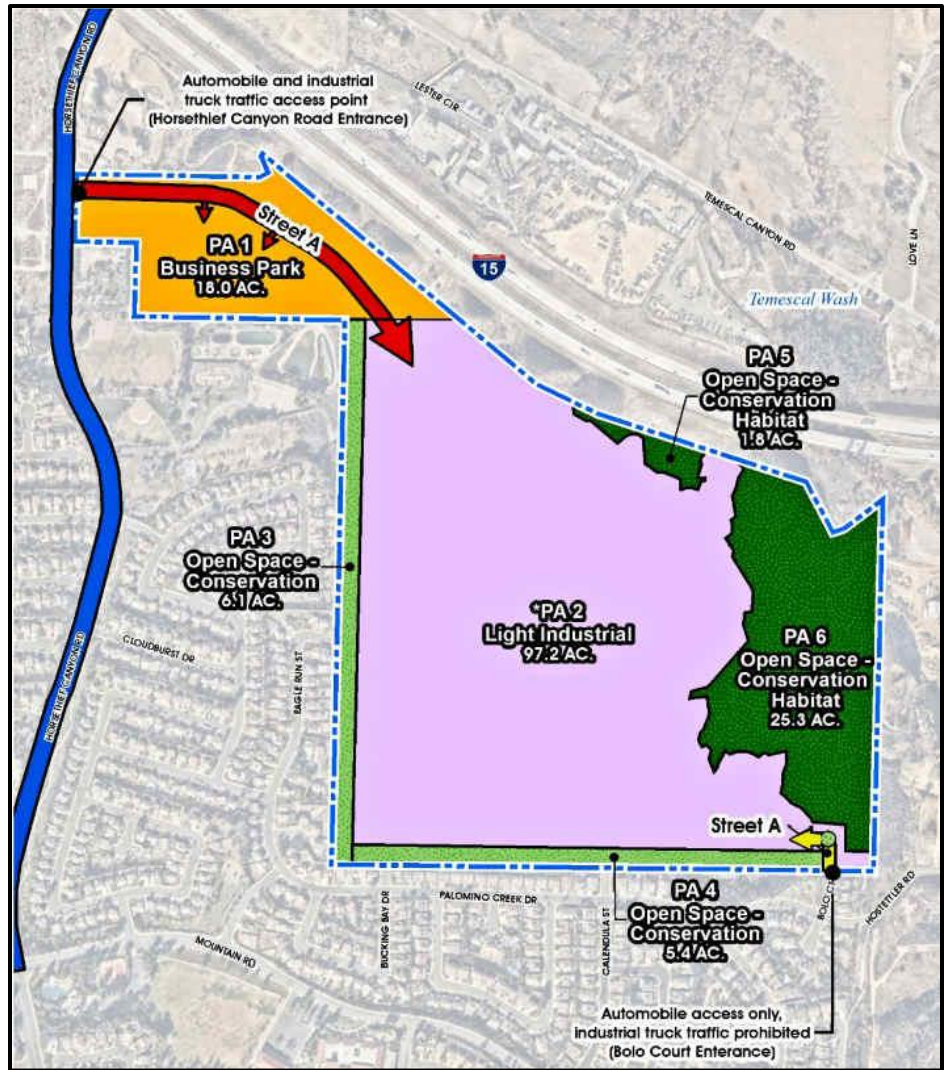 HORSETHIEF CANYON RD
Automobile and industrial
truck traffic access point
(Horsethief Canyon Road Entrance)
LESTER CIR
TEMESCAL CANYON RD
LOVE LN
Street A
PA 1
Business Park
18.0 AC.
15
Temescal Wash
PA 5
Open Space -
Conservation
Habitat
1.8 AC.
PA 3
Open Space -
Conservation
6.1 AC.
*PA 2
Light Industrial
97.2 AC.
PA 6
Open Space -
Conservation
Habitat
25.3 AC.
CLOUDBURST DR
EAGLE RUN ST
HORSETHIEF CANYON RD
Street A
BUCKING BAY DR
PALOMINO CREEK DR
CALENDULA ST
PA 4
Open Space -
Conservation
5.4 AC.
BOLO CT
HOSTETTLER RD
MOUNTAIN RD
Automobile access only,
industrial truck traffic prohibited
(Bolo Court Enterance)